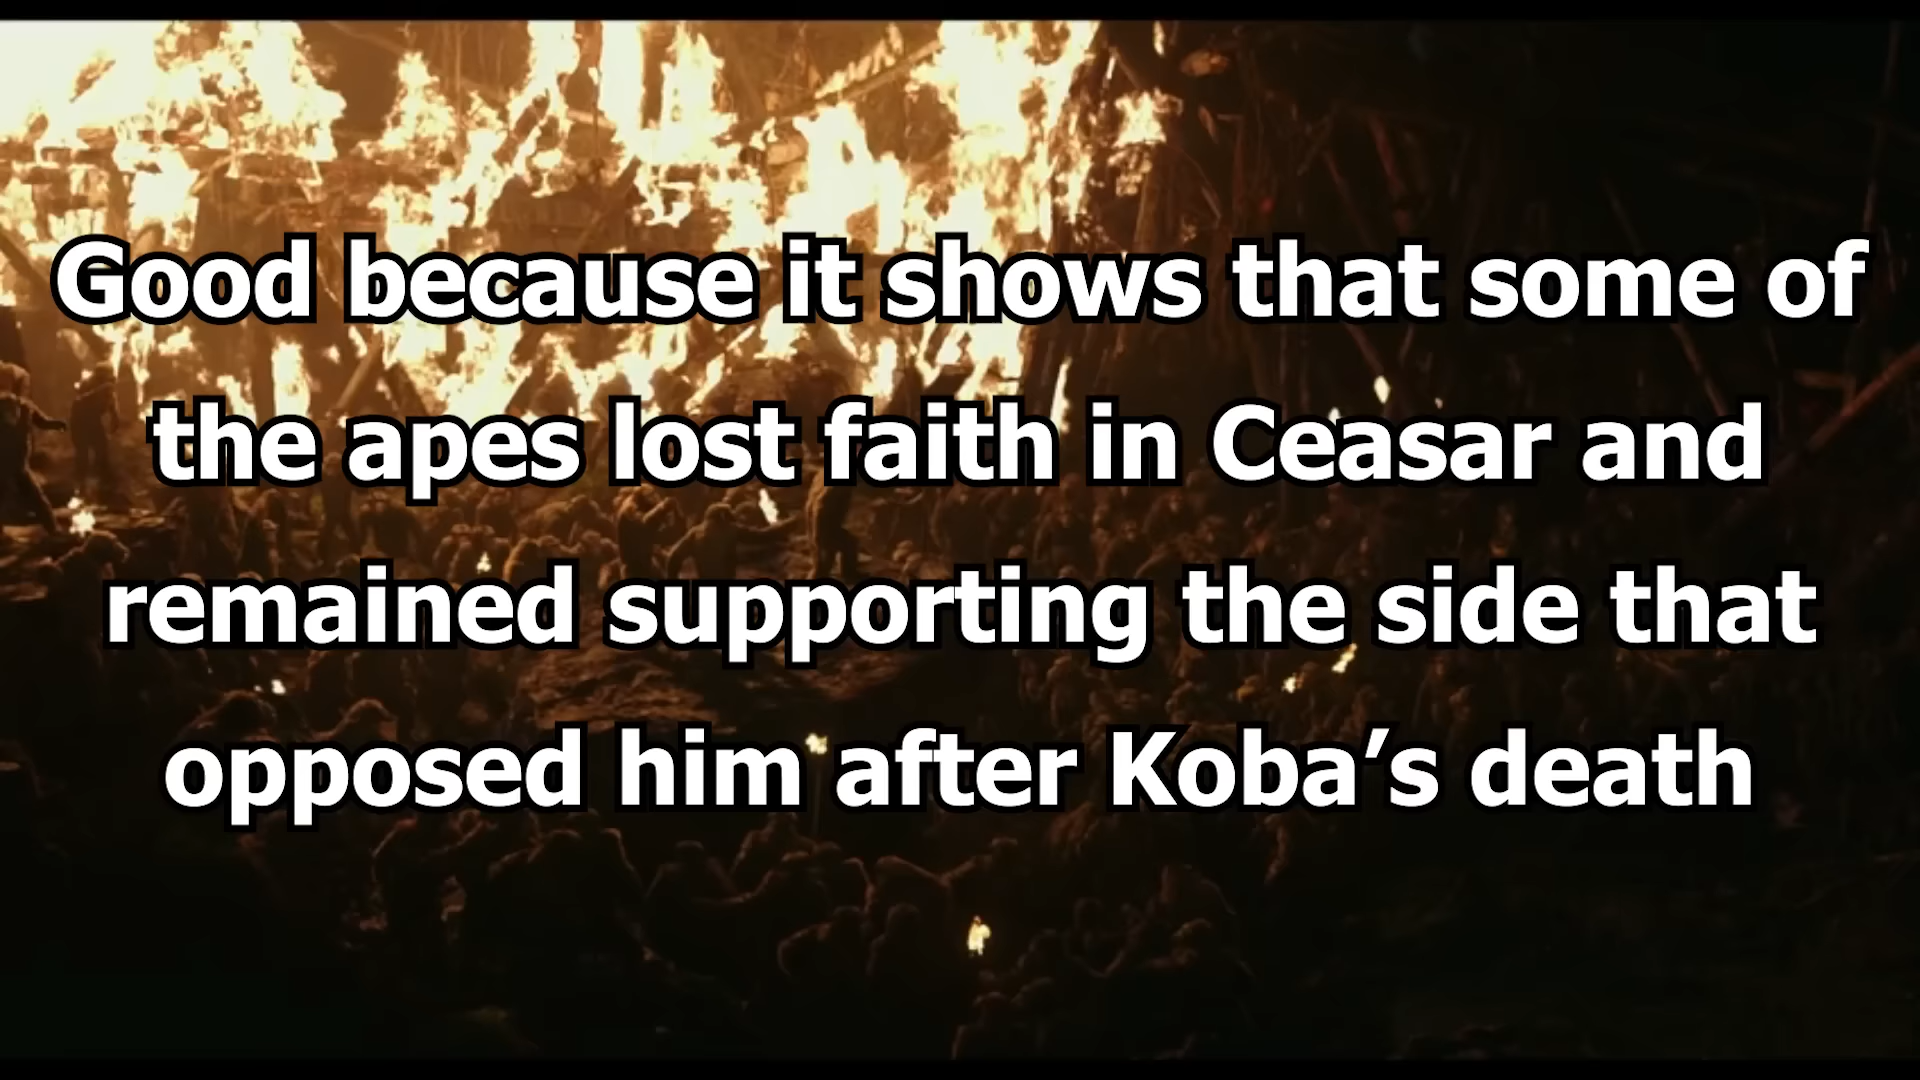 Good because it shows that some of
the apes lost faith in Ceasar and
remained supporting the side that
opposed him after Koba’s death